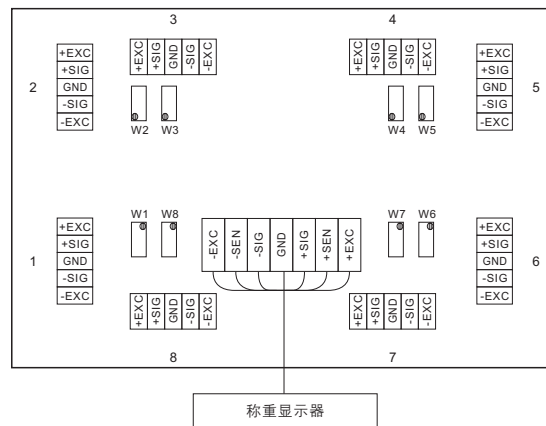 3
4
+EXC
+SIG
GND
-SIG
-EXC
+EXC
+SIG
GND
-SIG
-EXC
2
+EXC
+SIG
GND
-SIG
-EXC
+EXC
+SIG
GND
-SIG
-EXC
5
W2 W3
W4 W5
W1 W8
W7 W6
1
+EXC
+SIG
GND
-SIG
-EXC
-EXC
-SEN
-SIG
GND
+SIG
+SEN
+EXC
+EXC
+SIG
GND
-SIG
-EXC
6
+EXC
+SIG
GND
-SIG
-EXC
+EXC
+SIG
GND
-SIG
-EXC
8
7
称重显示器